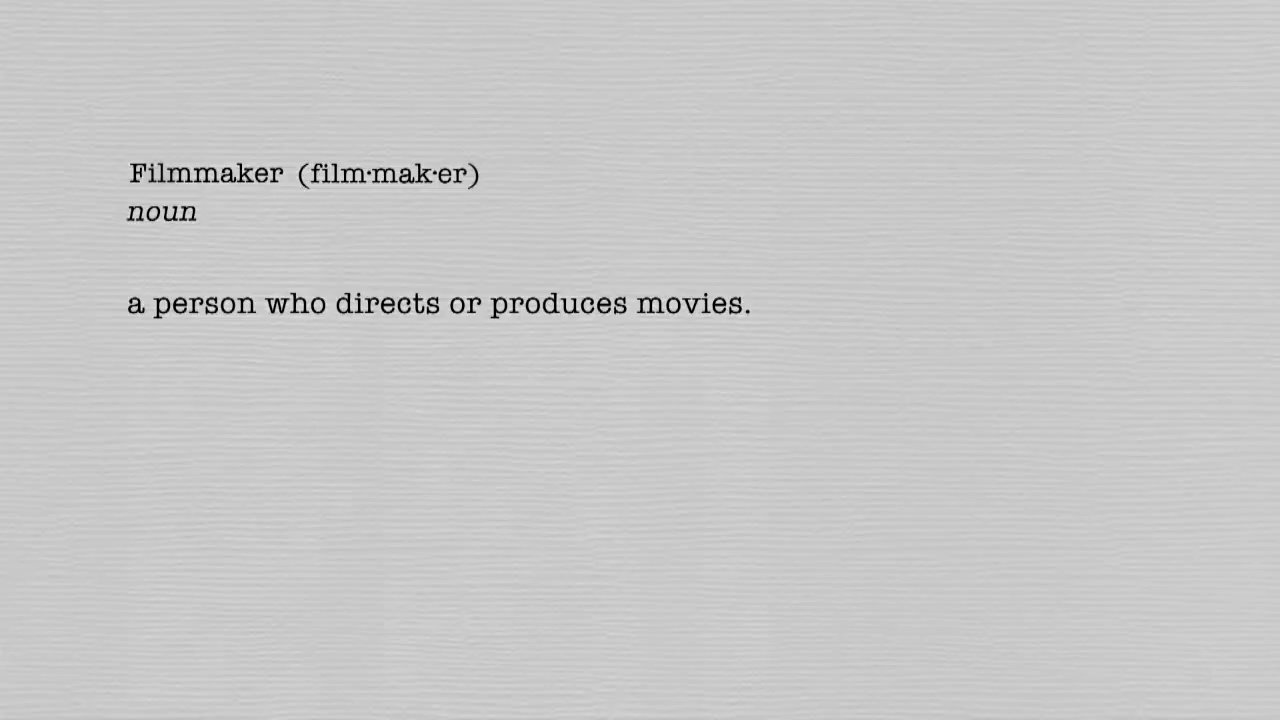 Filmmaker (film·mak·er)
noun
a person who directs or produces movies.